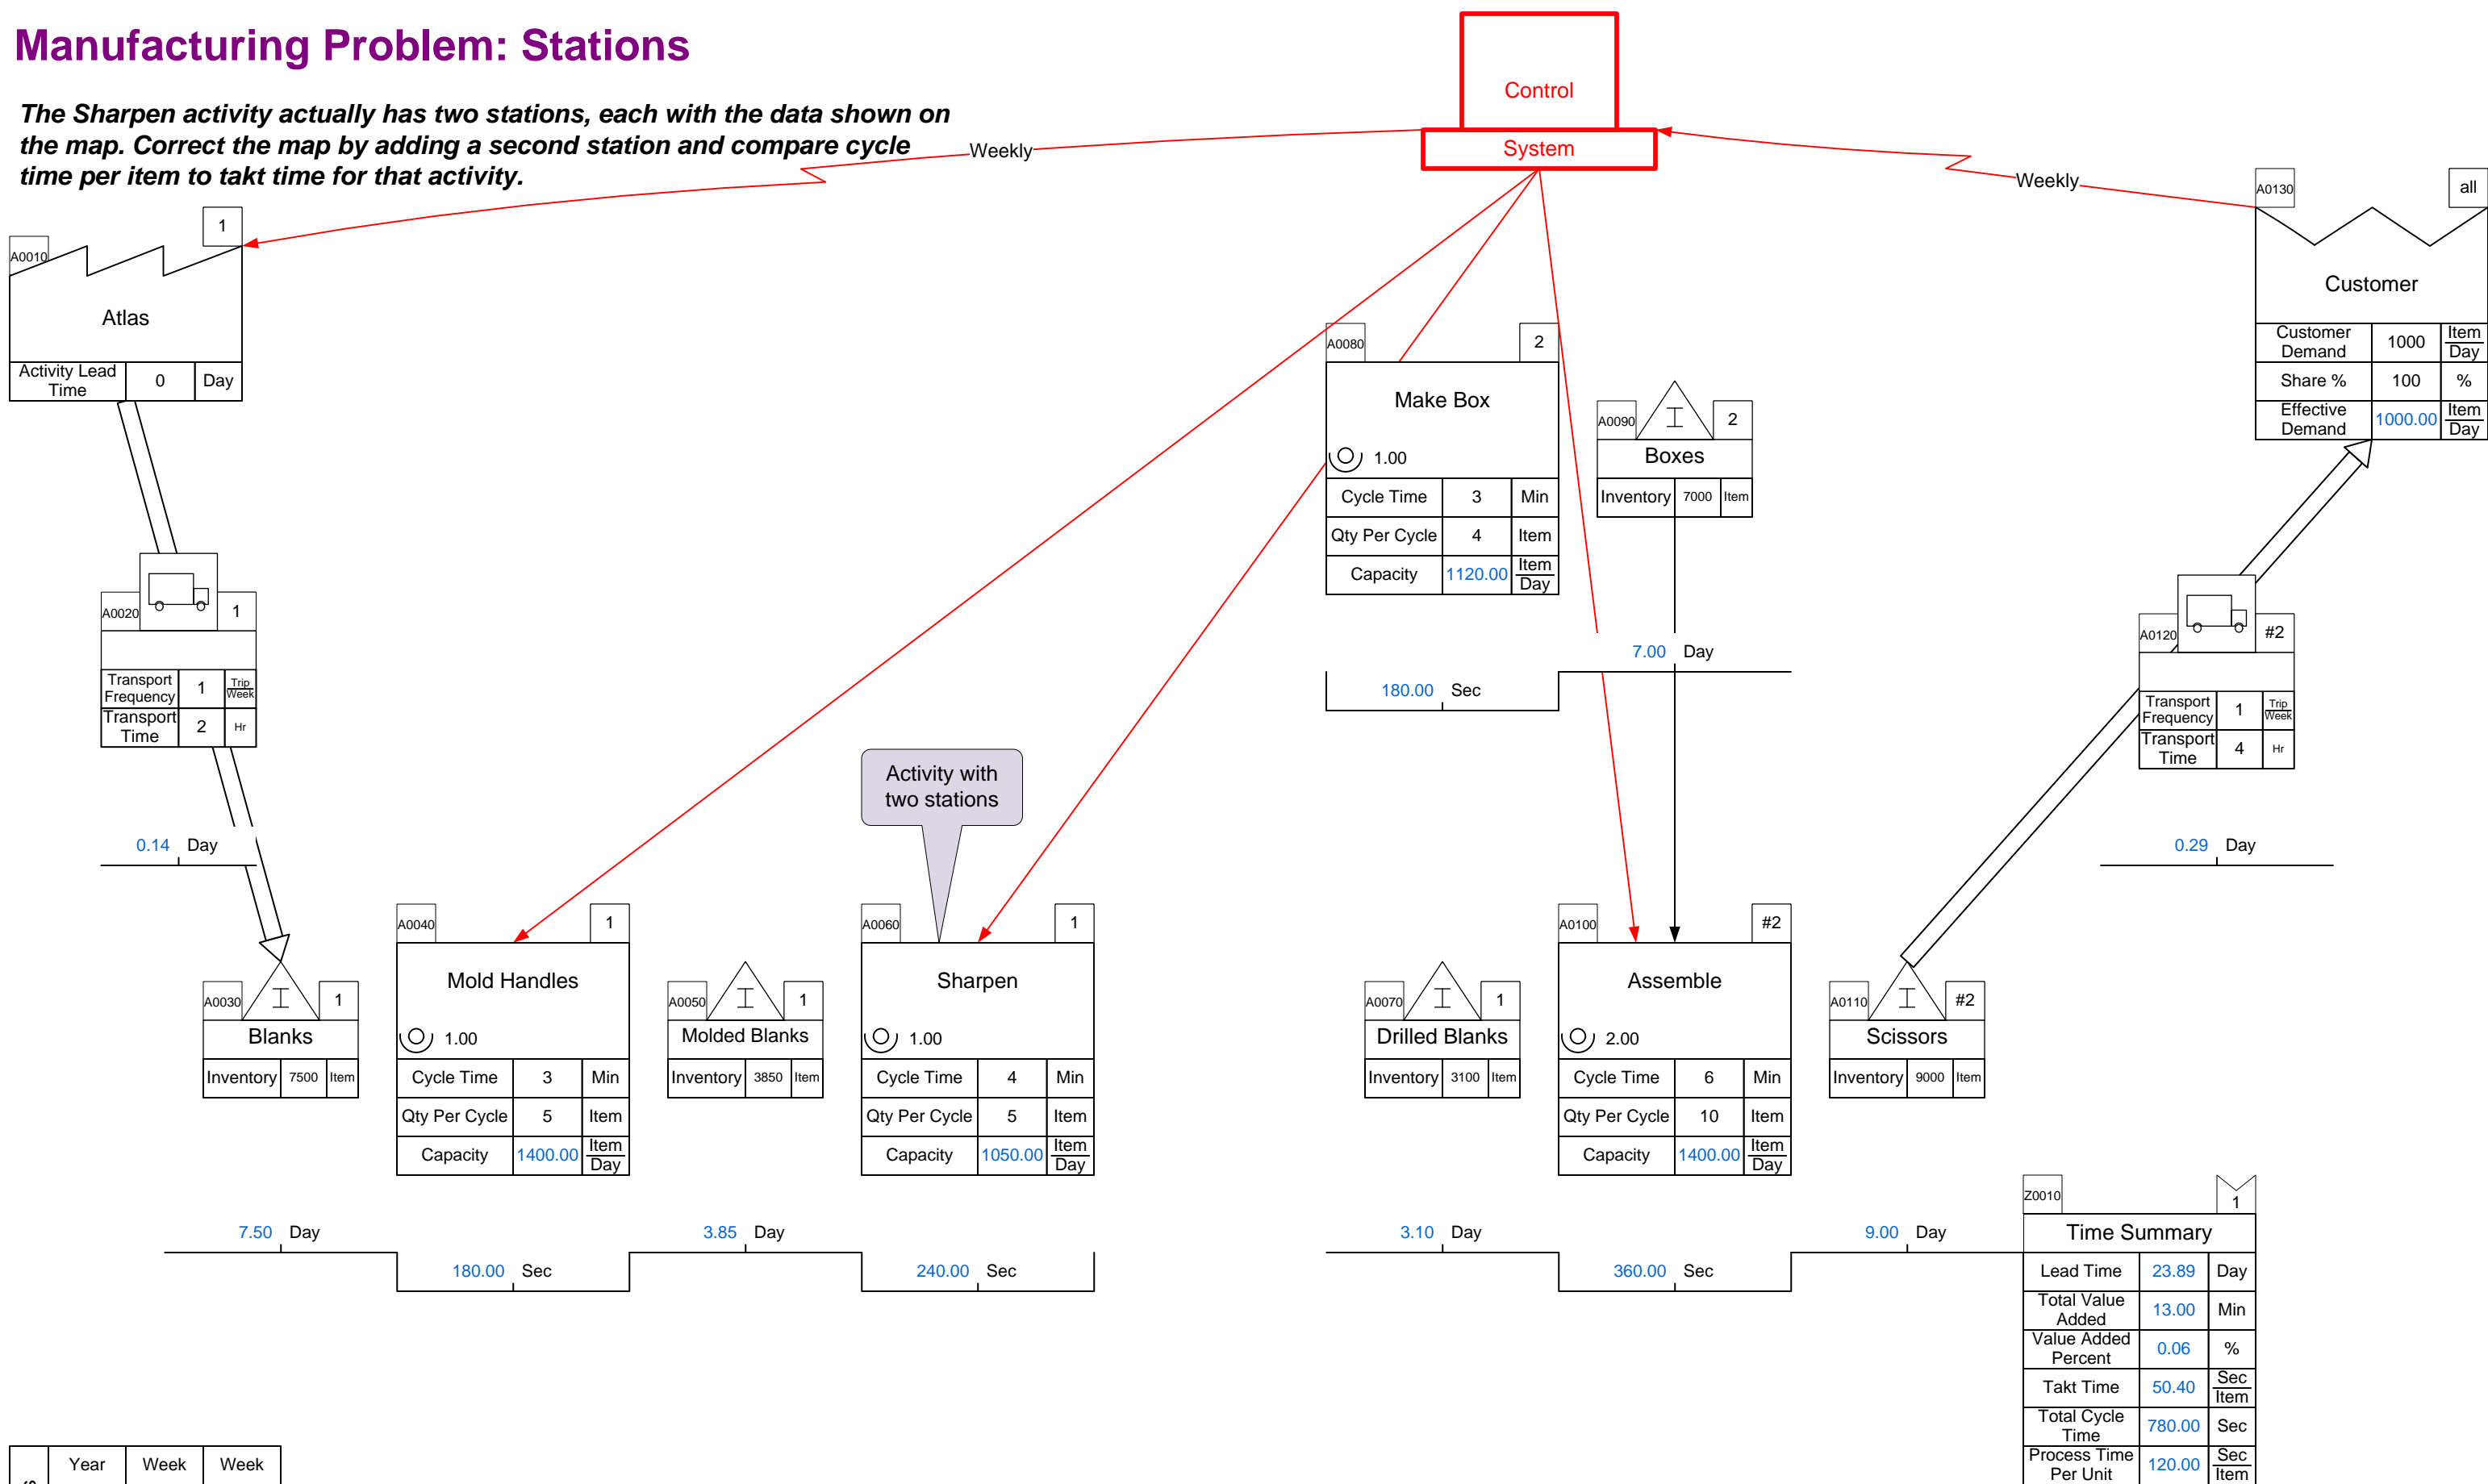 Manufacturing Problem: Stations
The Sharpen activity actually has two stations, each with the data shown on
the map. Correct the map by adding a second station and compare cycle
time per item to takt time for that activity.
Control
System
Weekly
Weekly
A0010
1
Atlas
Activity Lead
Time
0
Day
A0130
all
Customer
Customer
Demand
1000
Item
Day
Share %
100
%
Effective
Demand
1000.00
Item
Day
A0080
2
Make Box
1.00
Cycle Time
3
Min
Qty Per Cycle
4
Item
Capacity
1120.00
Item
Day
A0090
I
2
Boxes
Inventory
7000
Item
7.00 Day
180.00 Sec
A0020
1
Transport
Frequency
1
Trip
Week
Transport
Time
2
Hr
0.14 Day
A0120
#2
Transport
Frequency
1
Trip
Week
Transport
Time
4
Hr
0.29 Day
Activity with
two stations
A0030
I
1
Blanks
Inventory
7500
Item
A0040
1
Mold Handles
1.00
Cycle Time
3
Min
Qty Per Cycle
5
Item
Capacity
1400.00
Item
Day
A0050
I
1
Molded Blanks
Inventory
3850
Item
A0060
1
Sharpen
1.00
Cycle Time
4
Min
Qty Per Cycle
5
Item
Capacity
1050.00
Item
Day
A0070
I
1
Drilled Blanks
Inventory
3100
Item
A0100
#2
Assemble
2.00
Cycle Time
6
Min
Qty Per Cycle
10
Item
Capacity
1400.00
Item
Day
A0110
I
#2
Scissors
Inventory
9000
Item
7.50 Day
180.00 Sec
3.85 Day
240.00 Sec
3.10 Day
360.00 Sec
9.00 Day
Z0010
1
Time Summary
Lead Time
23.89
Day
Total Value
Added
13.00
Min
Value Added
Percent
0.06
%
Takt Time
50.40
Sec
Item
Total Cycle
Time
780.00
Sec
Process Time
Per Unit
120.00
Sec
Item
Year
Week
Week